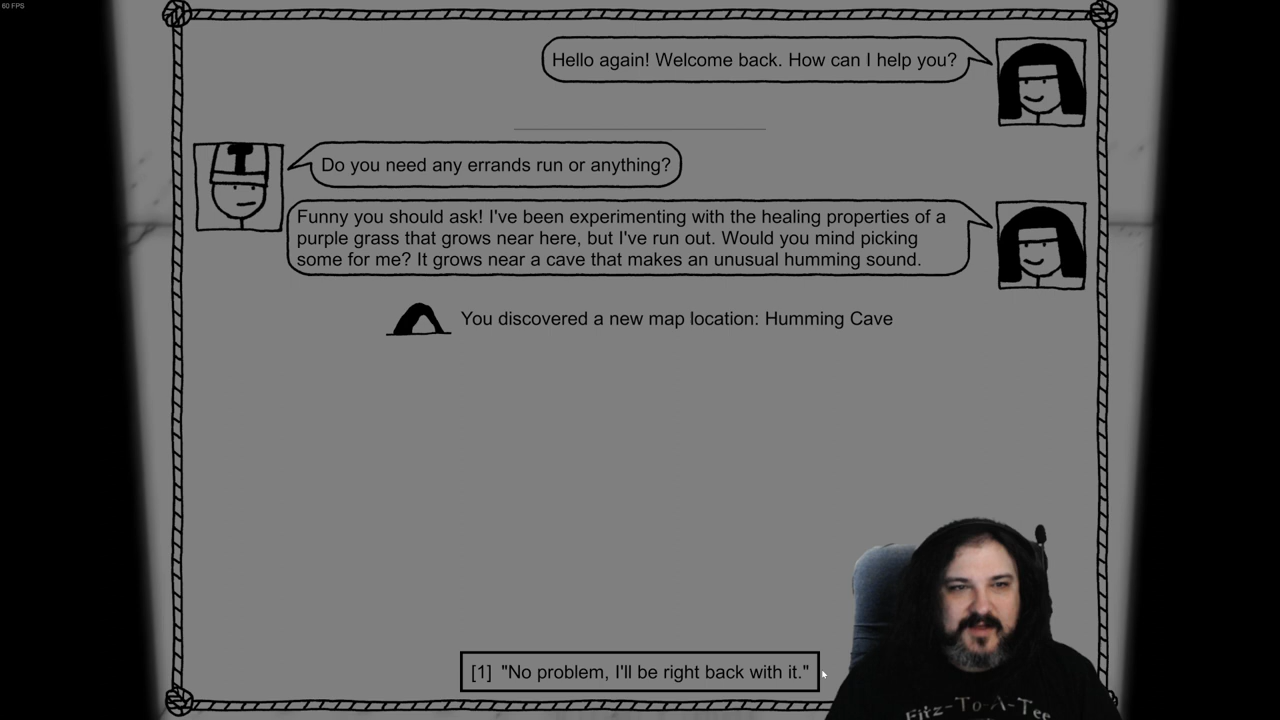 60 FPS
Hello again! Welcome back. How can I help you?
T
Do you need any errands run or anything?
Funny you should ask! I've been experimenting with the healing properties of a
purple grass that grows near here, but I've run out. Would you mind picking
some for me? It grows near a cave that makes an unusual humming sound.
You discovered a new map location: Humming Cave
[1] "No problem, I'll be right back with it."
Fitz-To-A-Tee